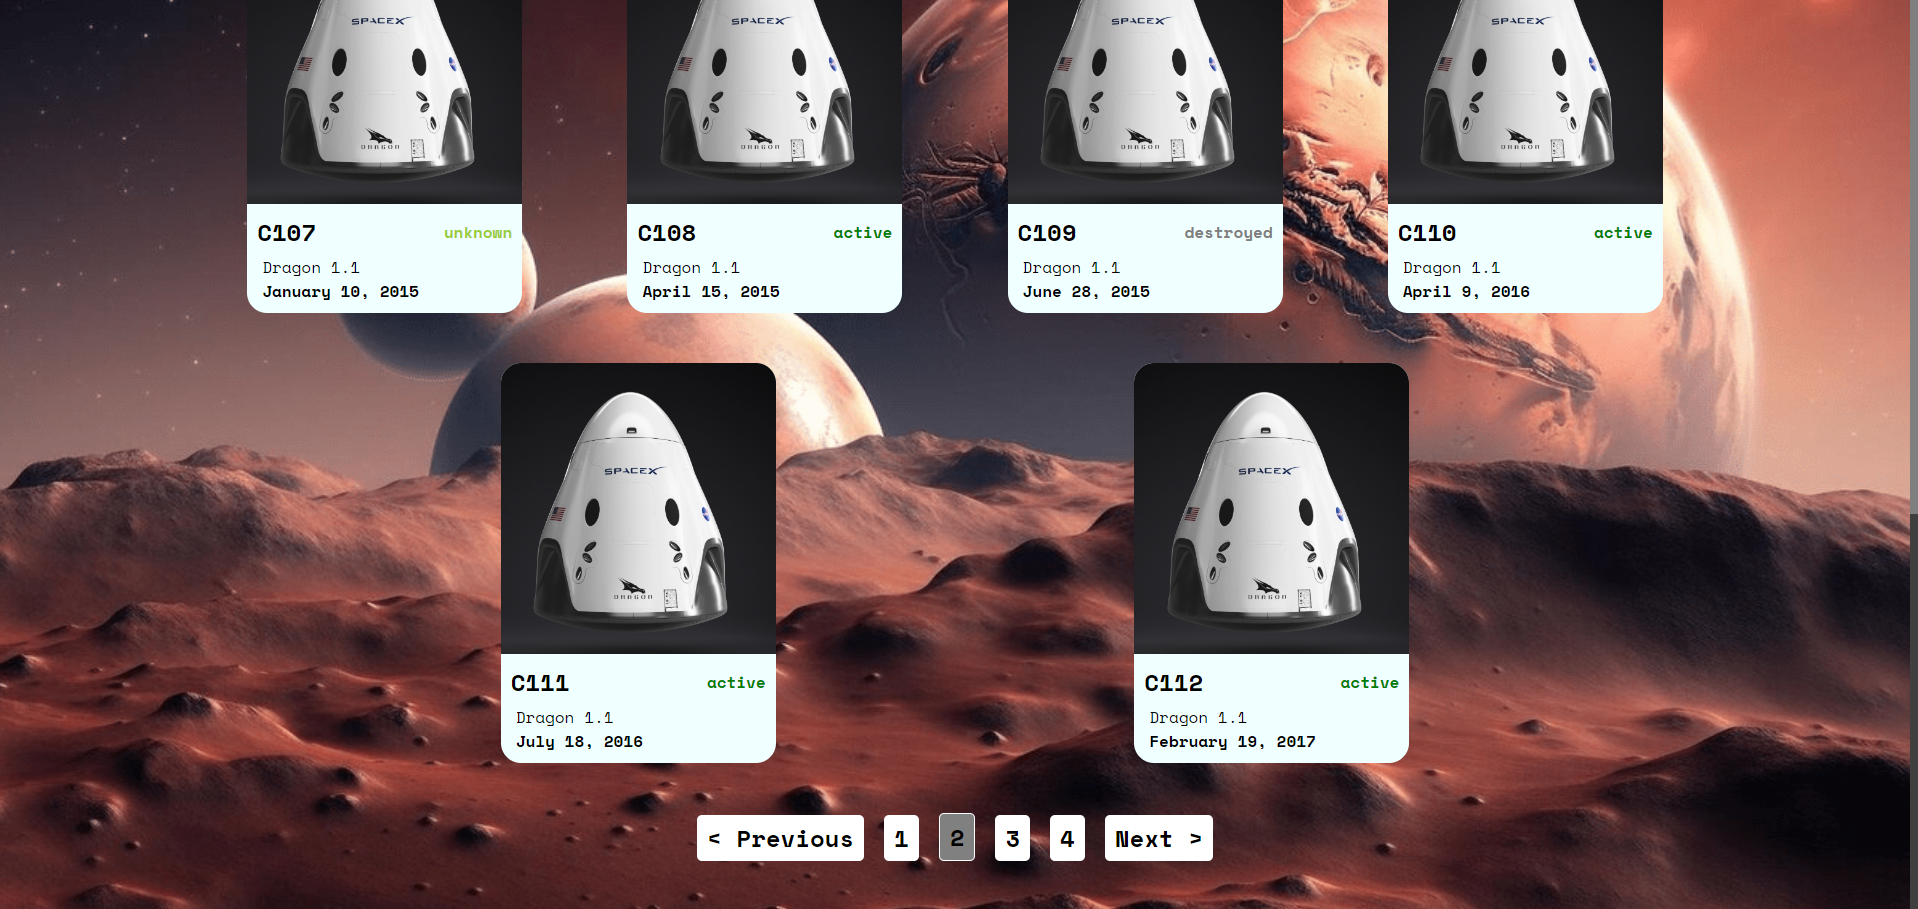 SPACEX
SPACEX
SPACEX
SPACEX
DRAGON
DRAGON
DRAGON
DRAGON
C107 unknown
Dragon 1.1
January 10, 2015
C108 active
Dragon 1.1
April 15, 2015
C109 destroyed
Dragon 1.1
June 28, 2015
C110 active
Dragon 1.1
April 9, 2016
SPACEX
SPACEX
DRAGON
DRAGON
C111 active
Dragon 1.1
July 18, 2016
C112 active
Dragon 1.1
February 19, 2017
< Previous 1 2 3 4 Next >